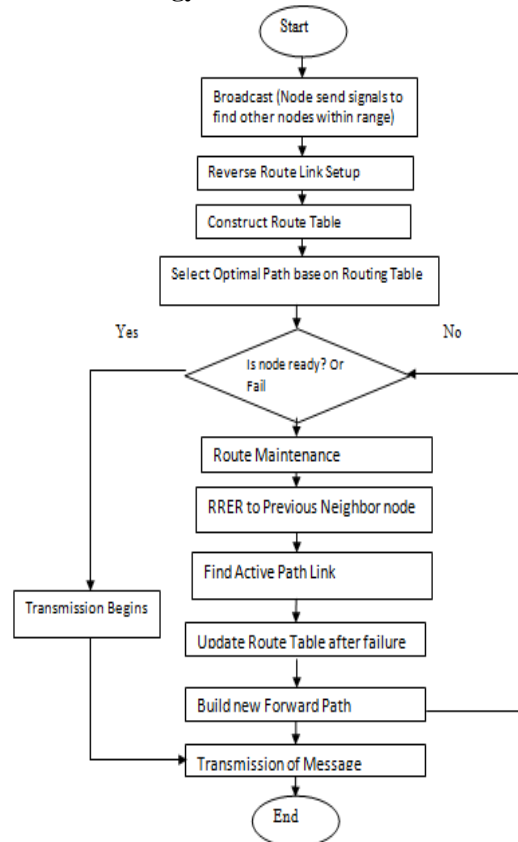 Start
Broadcast (Node send signals to
find other nodes within range)
Reverse Route Link Setup
Construct Route Table
Select Optimal Path base on Routing Table
Yes
No
Is node ready? Or
Fail
Route Maintenance
RRER to Previous Neighbor node
Find Active Path Link
Transmission Begins
Update Route Table after failure
Build new Forward Path
Transmission of Message
End